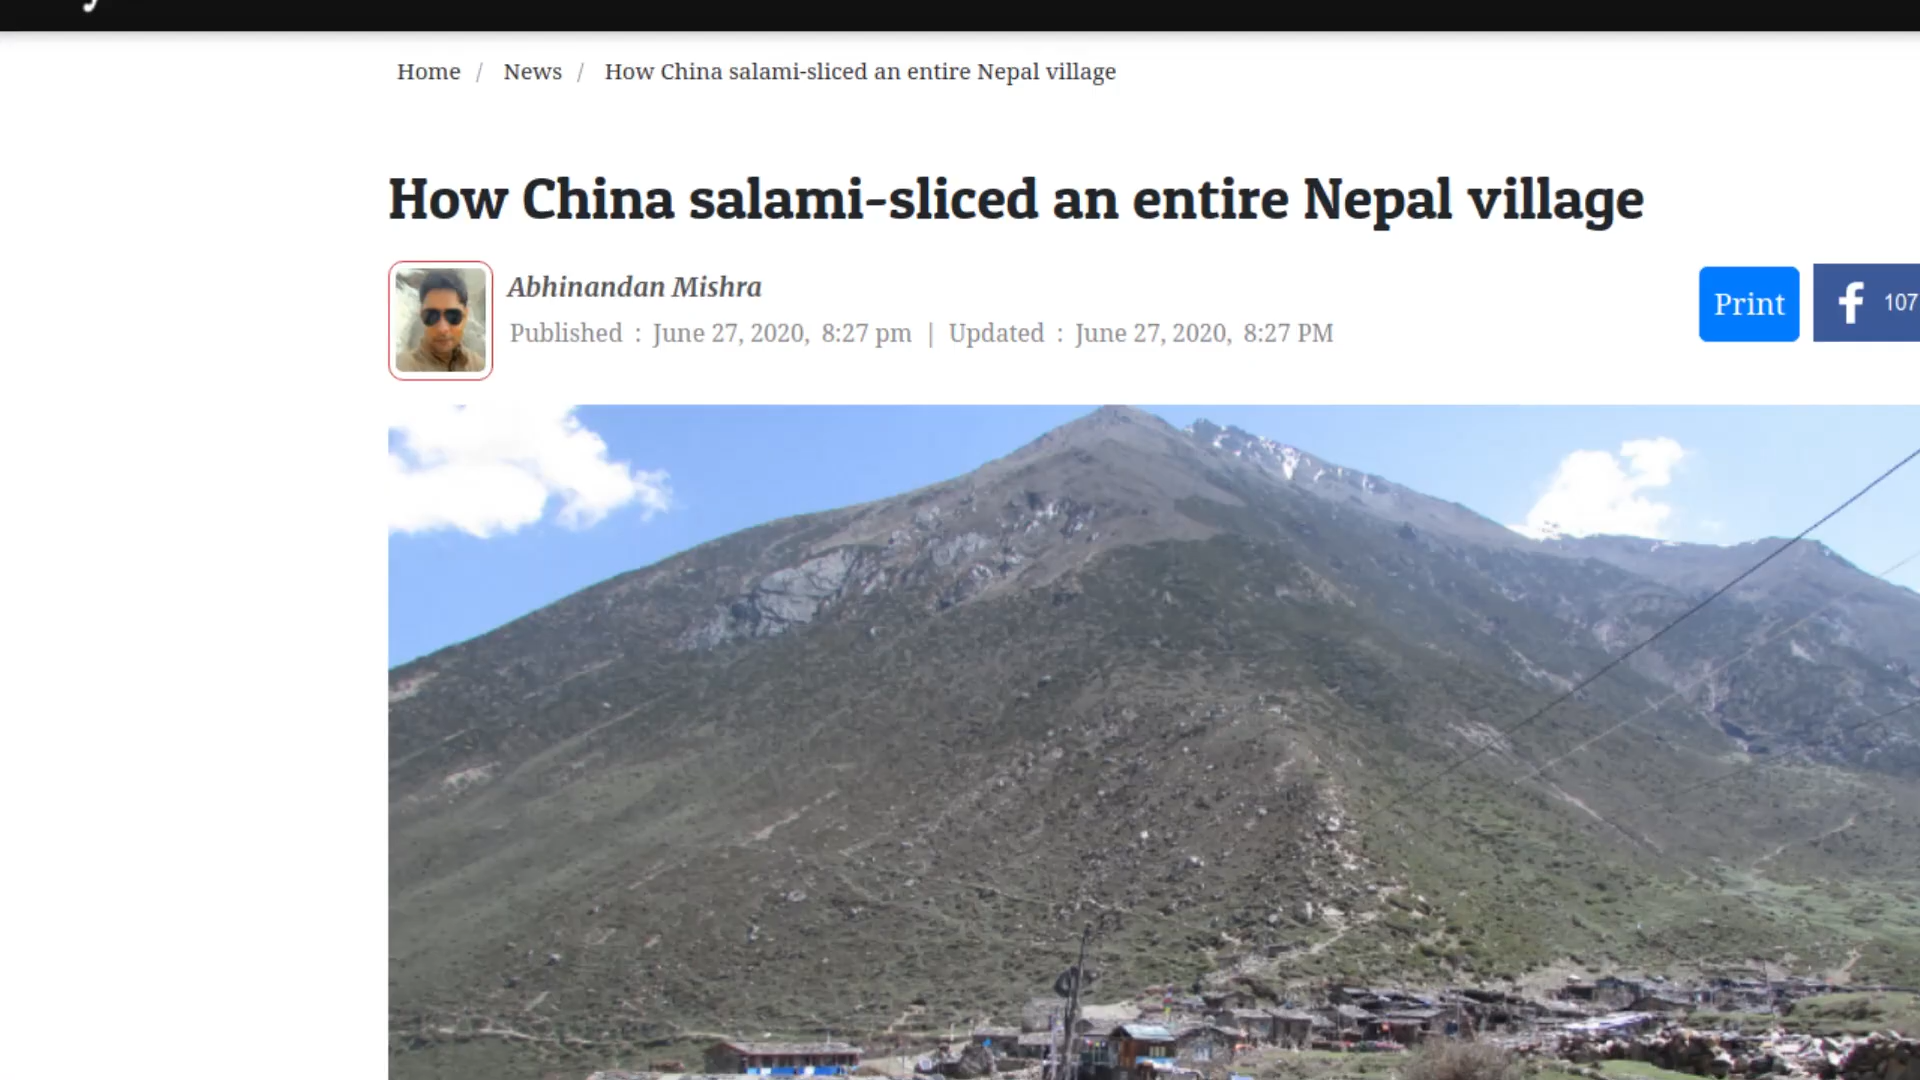 Home / News / How China salami-sliced an entire Nepal village
How China salami-sliced an entire Nepal village
Abhinandan Mishra
Published : June 27, 2020, 8:27 pm | Updated : June 27, 2020, 8:27 PM
Print
f 107